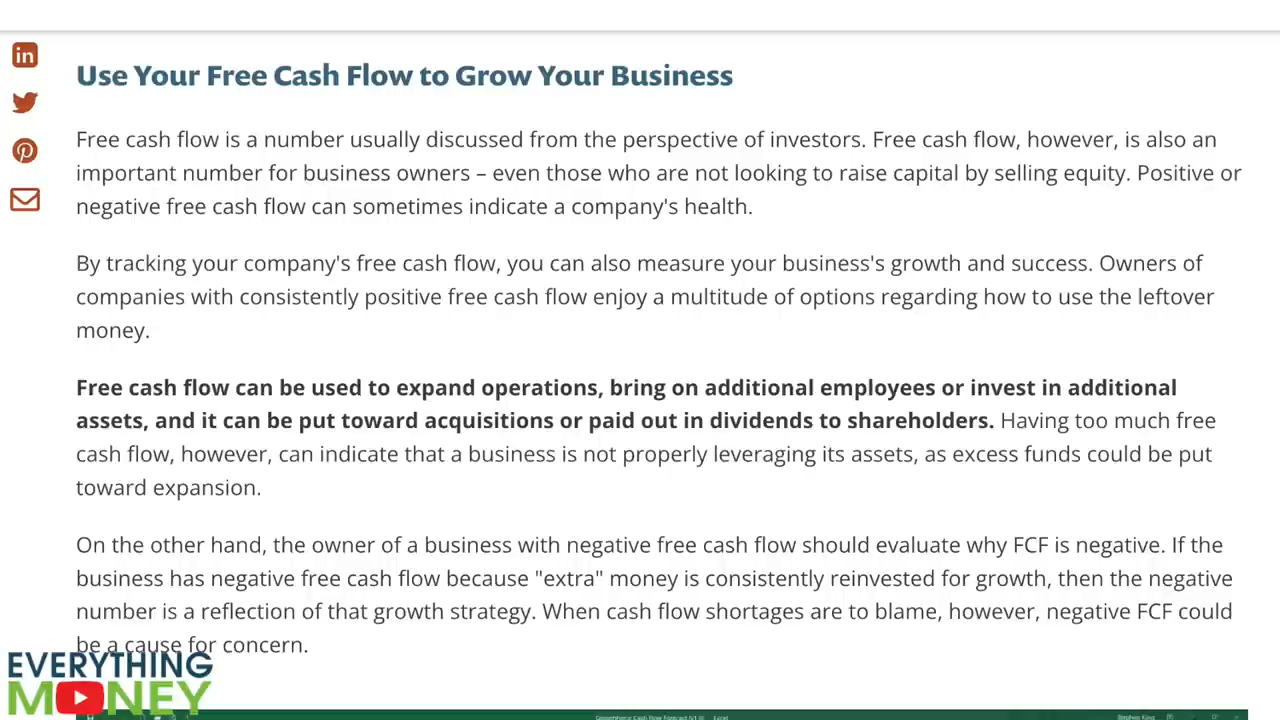 Use Your Free Cash Flow to Grow Your Business
Free cash flow is a number usually discussed from the perspective of investors. Free cash flow, however, is also an
important number for business owners – even those who are not looking to raise capital by selling equity. Positive or
negative free cash flow can sometimes indicate a company's health.
By tracking your company's free cash flow, you can also measure your business's growth and success. Owners of
companies with consistently positive free cash flow enjoy a multitude of options regarding how to use the leftover
money.
Free cash flow can be used to expand operations, bring on additional employees or invest in additional
assets, and it can be put toward acquisitions or paid out in dividends to shareholders. Having too much free
cash flow, however, can indicate that a business is not properly leveraging its assets, as excess funds could be put
toward expansion.
On the other hand, the owner of a business with negative free cash flow should evaluate why FCF is negative. If the
business has negative free cash flow because "extra" money is consistently reinvested for growth, then the negative
number is a reflection of that growth strategy. When cash flow shortages are to blame, however, negative FCF could
be a cause for concern.
EVERYTHING
MONEY